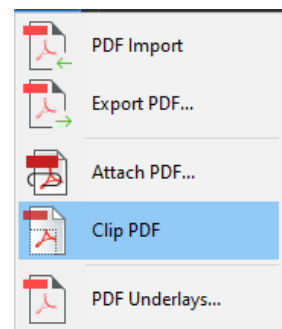 PDF Import
Export PDF...
Attach PDF...
Clip PDF
PDF Underlays...